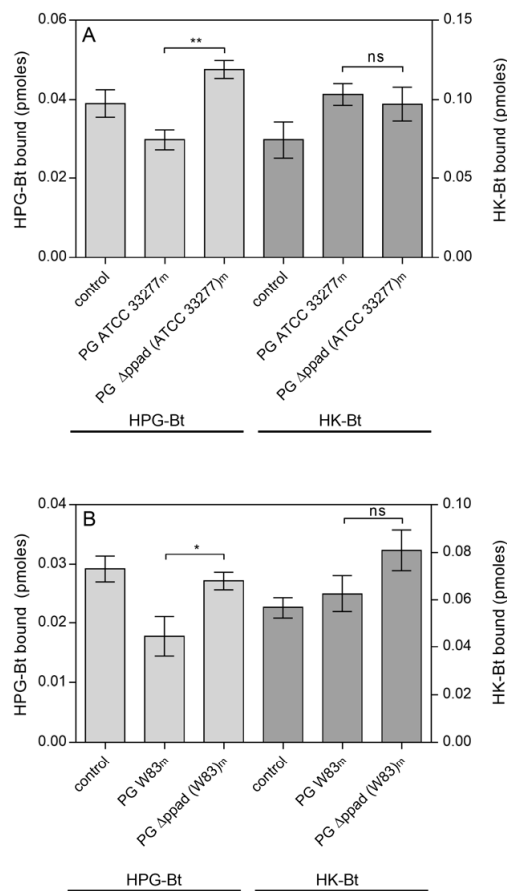 A
HPG-Bt bound (pmoles)
0.06
0.04
0.02
0.00
**
ns
0.15
0.10
0.05
0.00
HK-Bt bound (pmoles)
control
PG ATCC 33277m
PG Δppad (ATCC 33277)m
control
PG ATCC 33277m
PG Δppad (ATCC 33277)m
HPG-Bt
HK-Bt
B
HPG-Bt bound (pmoles)
0.04
0.03
0.02
0.01
0.00
*
ns
0.10
0.08
0.06
0.04
0.02
0.00
HK-Bt bound (pmoles)
control
PG W83m
PG Δppad (W83)m
control
PG W83m
PG Δppad (W83)m
HPG-Bt
HK-Bt